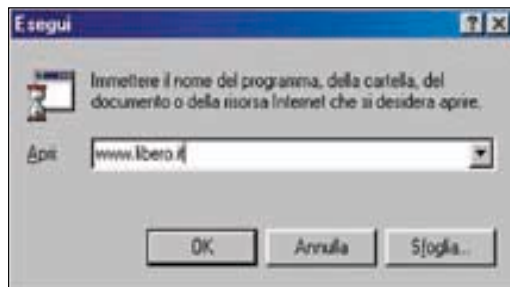 Esegui
Immettere il nome del programma, della cartella, del
documento o della risorsa Internet che si desidera aprire.
Apri:
www.libero.it
OK Annulla Sfoglia...